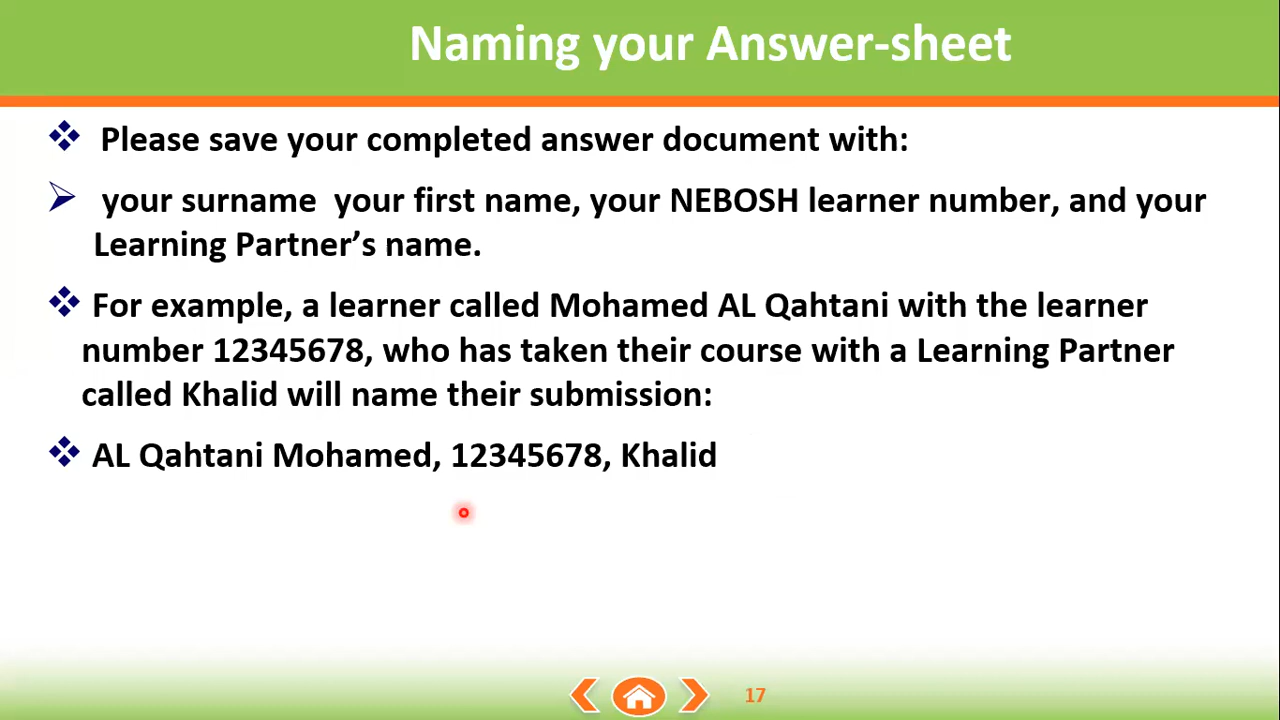 Naming your Answer-sheet
Please save your completed answer document with:
your surname  your first name, your NEBOSH learner number, and your
Learning Partner’s name.
For example, a learner called Mohamed AL Qahtani with the learner
number 12345678, who has taken their course with a Learning Partner
called Khalid will name their submission:
AL Qahtani Mohamed, 12345678, Khalid
17